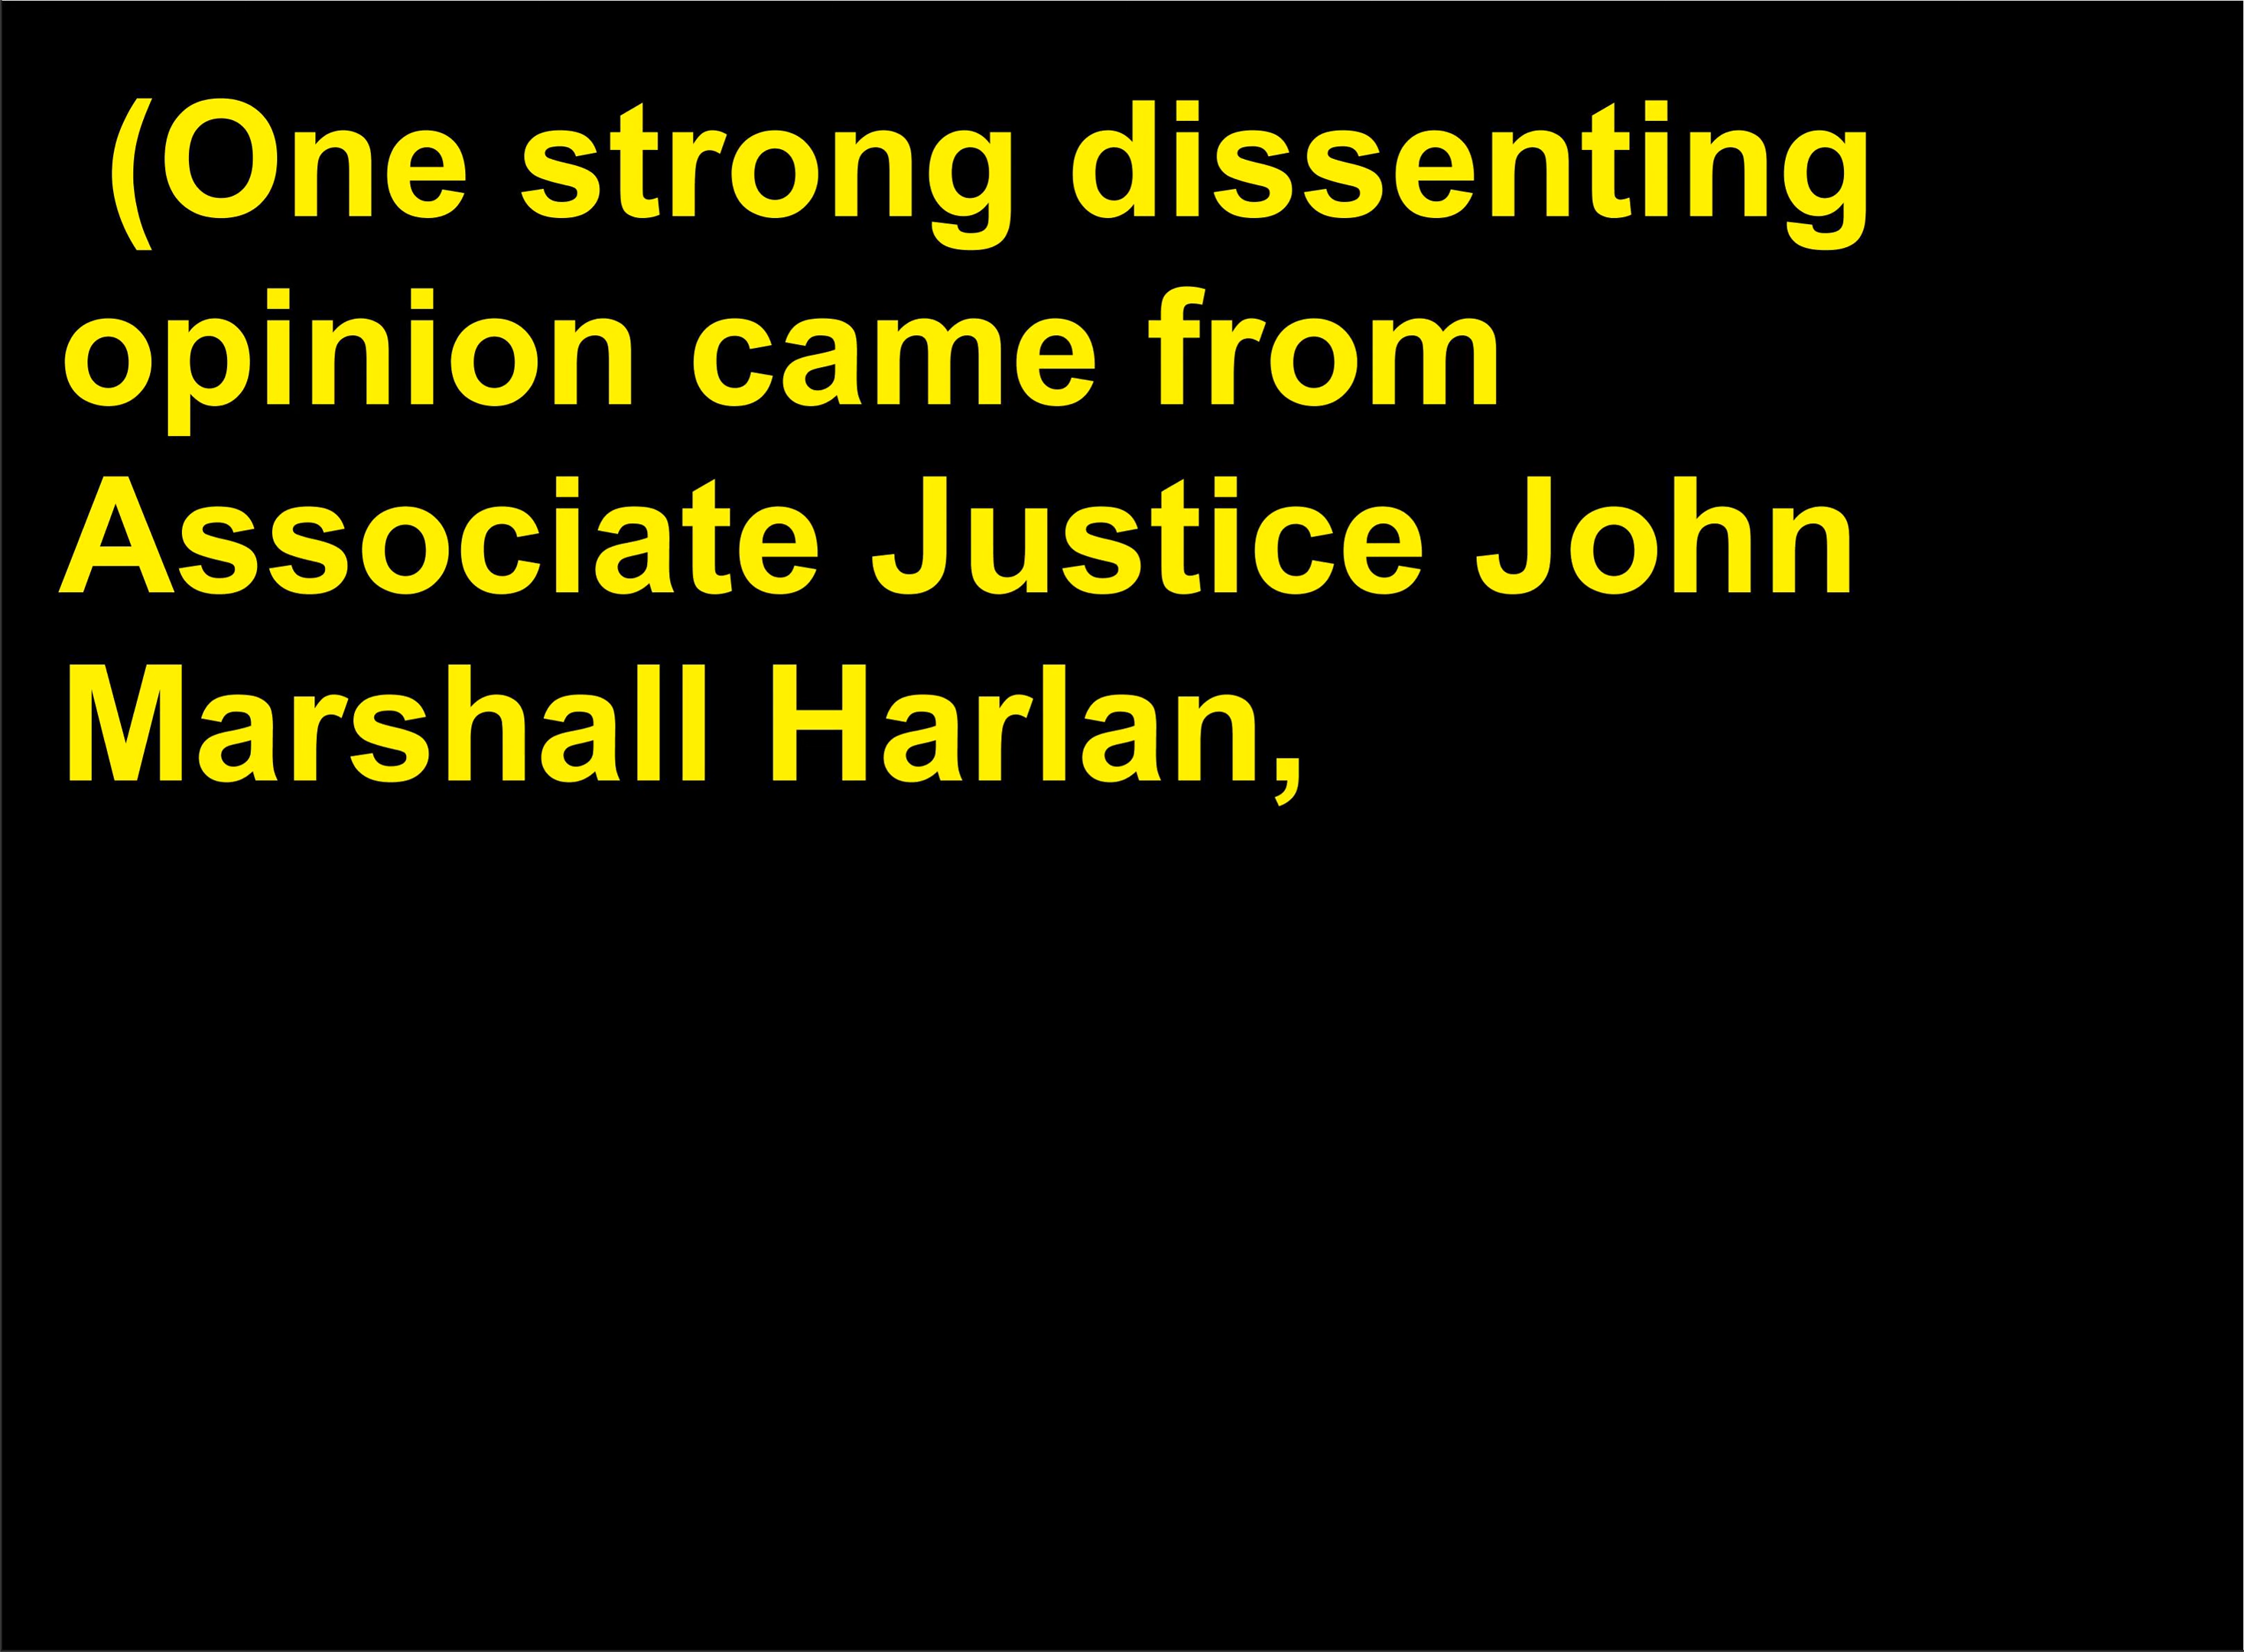 (One strong dissenting
opinion came from
Associate Justice John
Marshall Harlan,